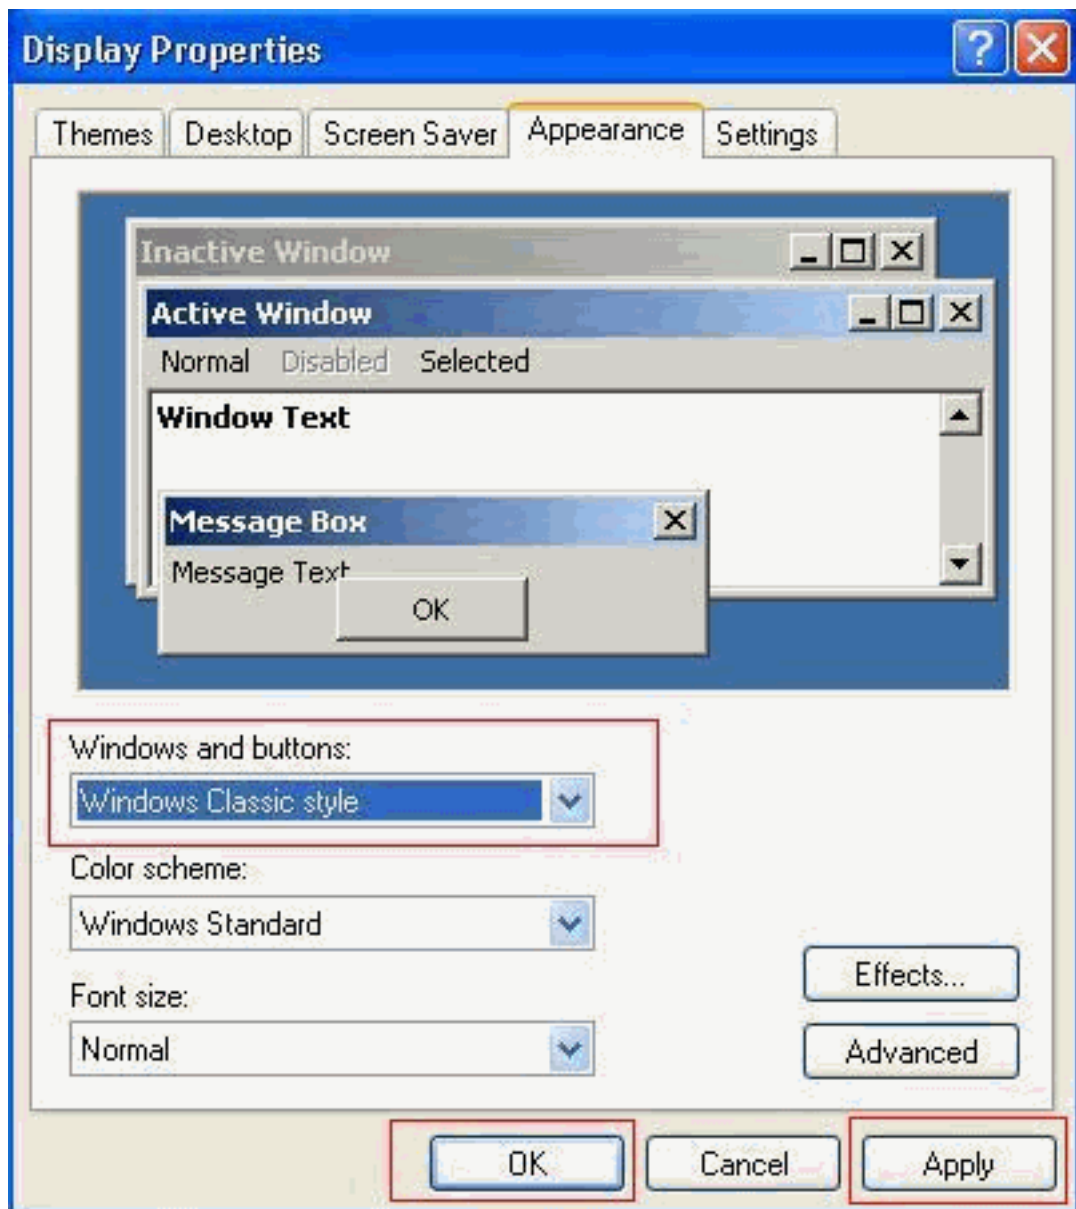 Display Properties
Themes Desktop Screen Saver Appearance Settings
Inactive Window
Active Window
Normal Disabled Selected
Window Text
Message Box
Message Text
OK
Windows and buttons:
Windows Classic style
Color scheme:
Windows Standard
Effects...
Font size:
Normal
Advanced
OK Cancel Apply